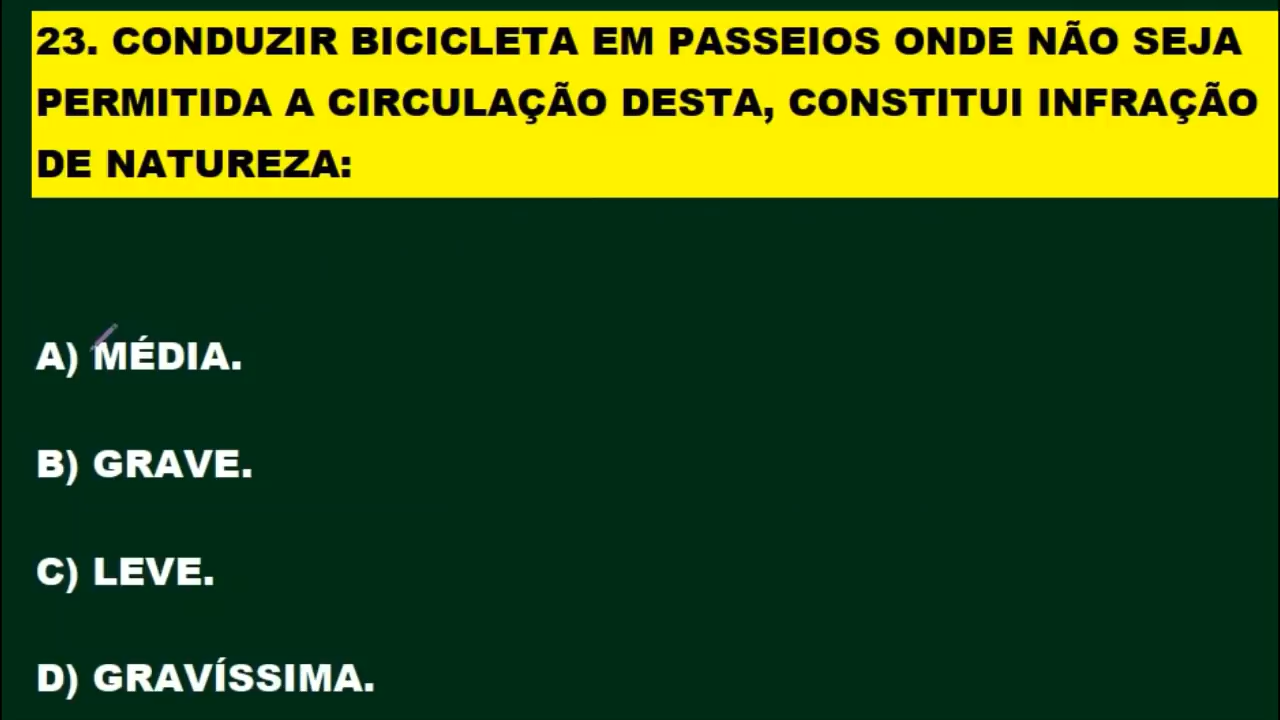 23. CONDUZIR BICICLETA EM PASSEIOS ONDE NÃO SEJA
PERMITIDA A CIRCULAÇÃO DESTA, CONSTITUI INFRAÇÃO
DE NATUREZA:
A) MÉDIA.
B) GRAVE.
C) LEVE.
D) GRAVÍSSIMA.